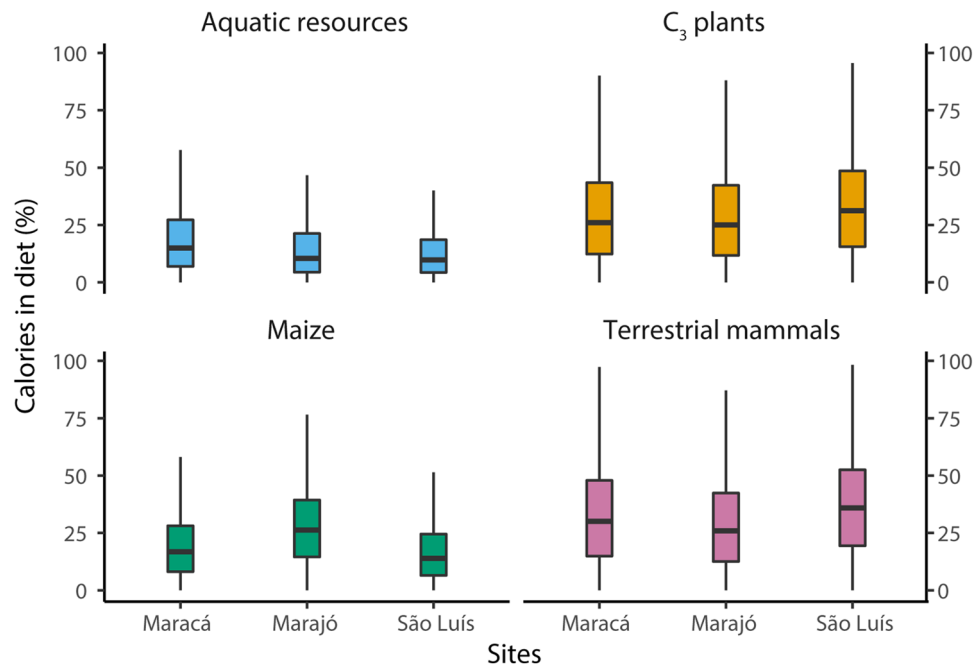 Aquatic resources
C₃ plants
100
75
50
25
0
100
75
50
25
0
Maize
Terrestrial mammals
100
75
50
25
0
100
75
50
25
0
Calories in diet (%)
Maracá Marajó São Luís
Maracá Marajó São Luís
Sites